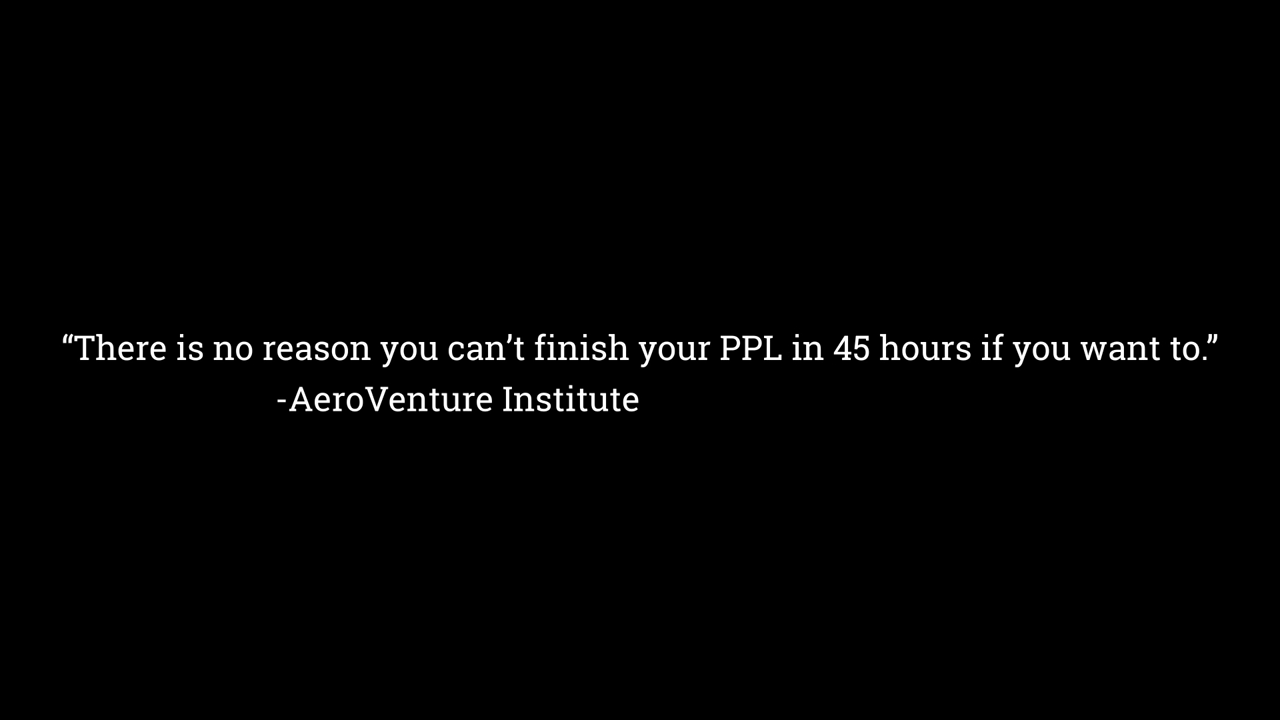 “There is no reason you can’t finish your PPL in 45 hours if you want to.”
-AeroVenture Institute